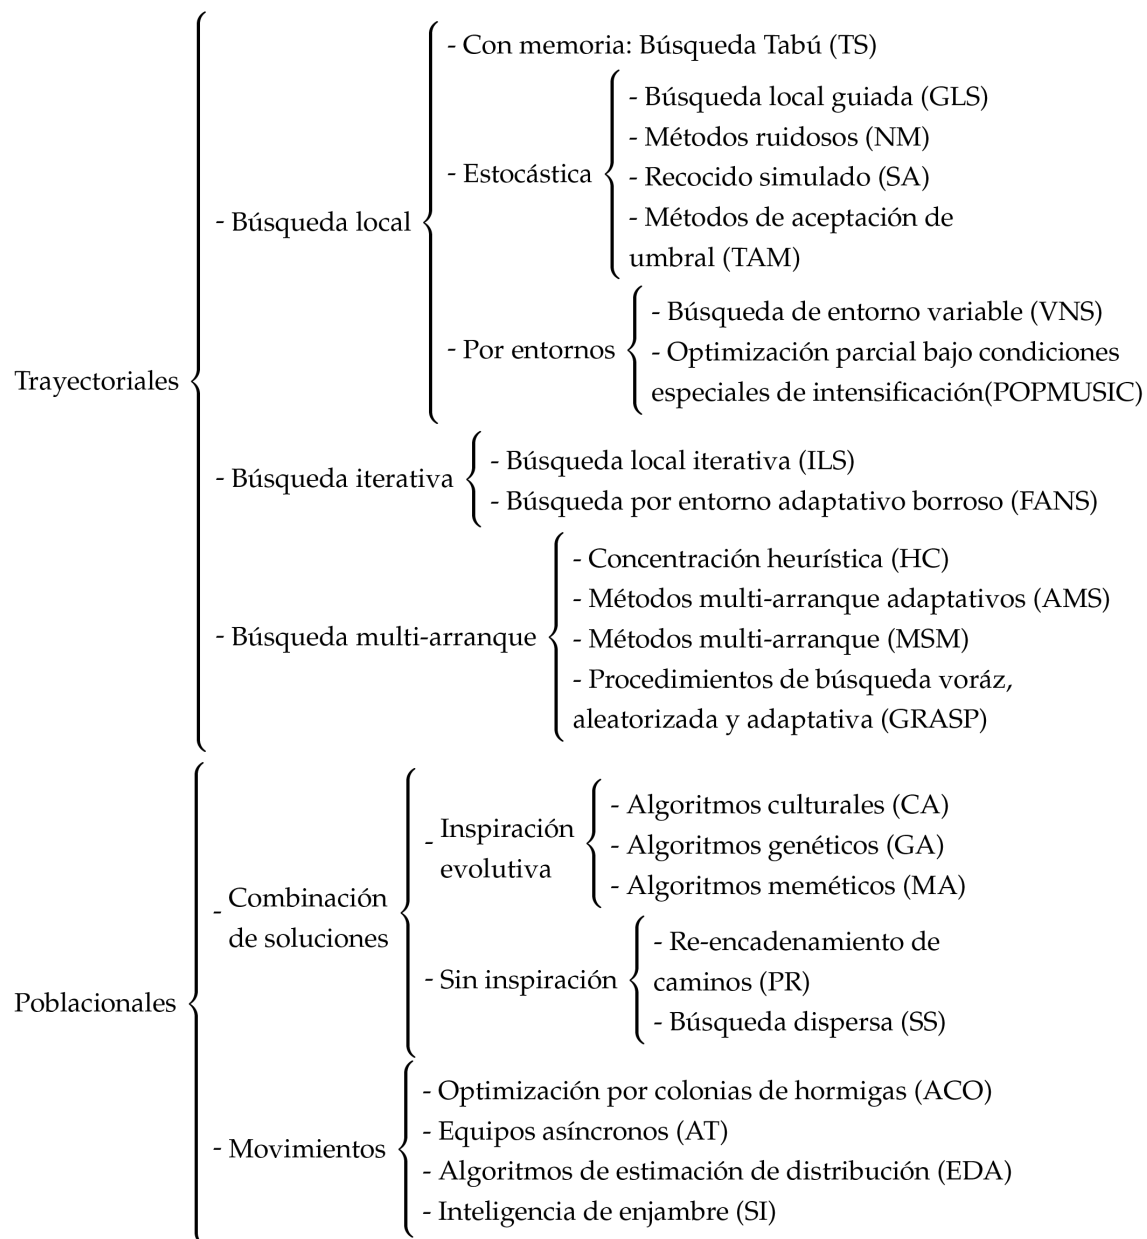 Trayectoriales
- Búsqueda local
- Con memoria: Búsqueda Tabú (TS)
- Estocástica
- Búsqueda local guiada (GLS)
- Métodos ruidosos (NM)
- Recocido simulado (SA)
- Métodos de aceptación de
umbral (TAM)
- Por entornos
- Búsqueda de entorno variable (VNS)
- Optimización parcial bajo condiciones
especiales de intensificación(POPMUSIC)
- Búsqueda iterativa
- Búsqueda local iterativa (ILS)
- Búsqueda por entorno adaptativo borroso (FANS)
- Búsqueda multi-arranque
- Concentración heurística (HC)
- Métodos multi-arranque adaptativos (AMS)
- Métodos multi-arranque (MSM)
- Procedimientos de búsqueda voráz,
aleatorizada y adaptativa (GRASP)
Poblacionales
- Combinación
de soluciones
- Inspiración
evolutiva
- Algoritmos culturales (CA)
- Algoritmos genéticos (GA)
- Algoritmos meméticos (MA)
- Sin inspiración
- Re-encadenamiento de
caminos (PR)
- Búsqueda dispersa (SS)
- Movimientos
- Optimización por colonias de hormigas (ACO)
- Equipos asíncronos (AT)
- Algoritmos de estimación de distribución (EDA)
- Inteligencia de enjambre (SI)